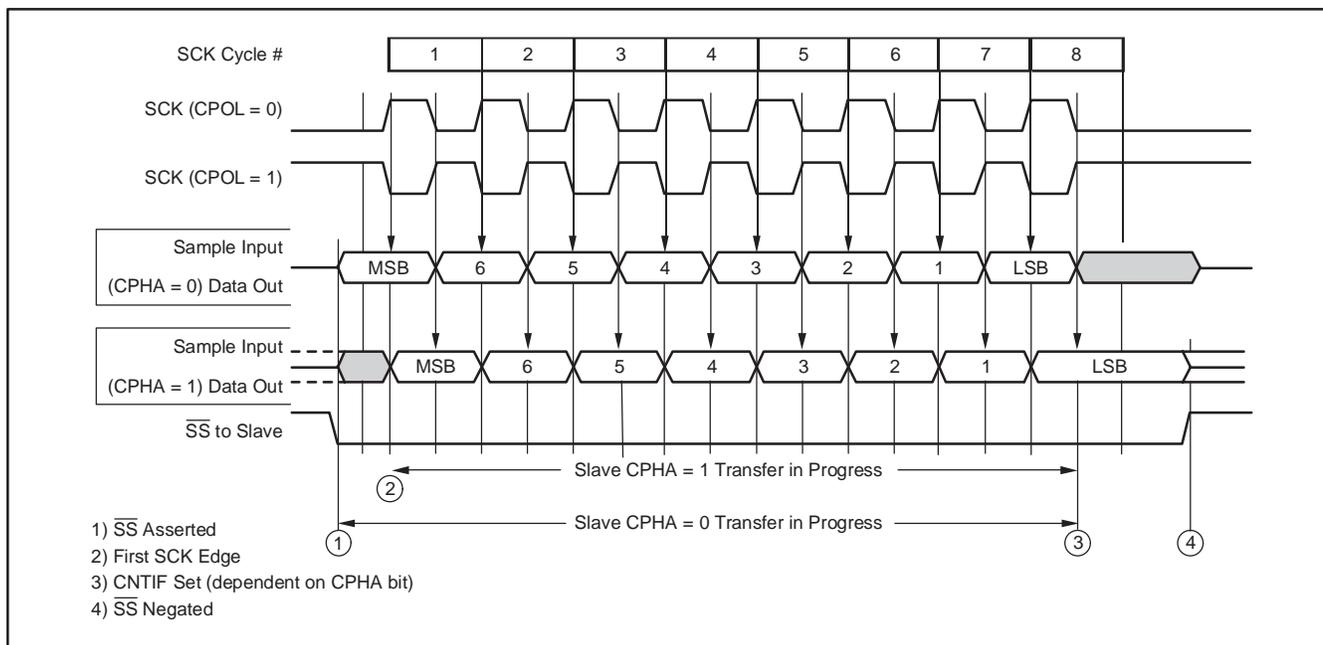 SCK Cycle #
1 2 3 4 5 6 7 8
SCK (CPOL = 0)
SCK (CPOL = 1)
Sample Input
MSB 6 5 4 3 2 1 LSB
(CPHA = 0) Data Out
Sample Input
MSB 6 5 4 3 2 1 LSB
(CPHA = 1) Data Out
SS to Slave
Slave CPHA = 1 Transfer in Progress
2
Slave CPHA = 0 Transfer in Progress
1 3 4
1) SS Asserted
2) First SCK Edge
3) CNTIF Set (dependent on CPHA bit)
4) SS Negated